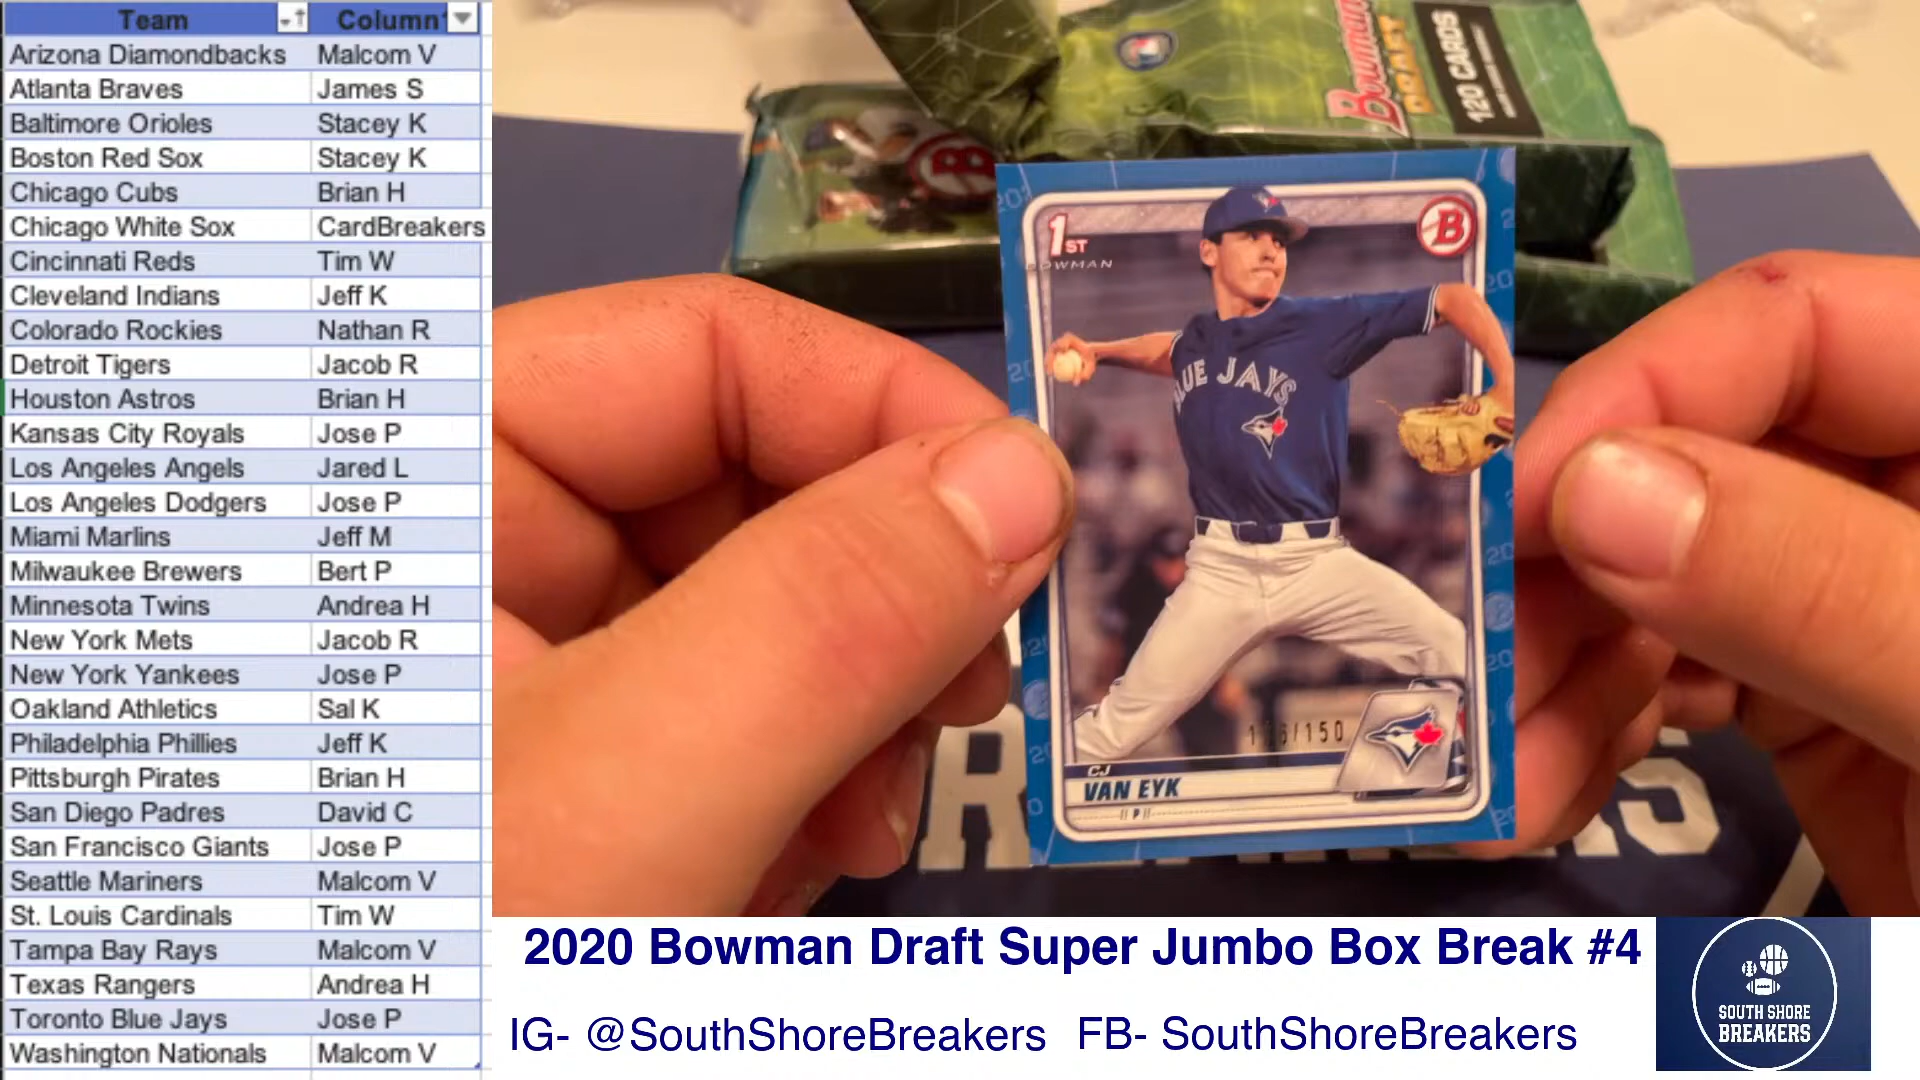 Team Column
Arizona Diamondbacks Malcom V
Atlanta Braves James S
Baltimore Orioles Stacey K
Boston Red Sox Stacey K
Chicago Cubs Brian H
Chicago White Sox CardBreakers
Cincinnati Reds Tim W
Cleveland Indians Jeff K
Colorado Rockies Nathan R
Detroit Tigers Jacob R
Houston Astros Brian H
Kansas City Royals Jose P
Los Angeles Angels Jared L
Los Angeles Dodgers Jose P
Miami Marlins Jeff M
Milwaukee Brewers Bert P
Minnesota Twins Andrea H
New York Mets Jacob R
New York Yankees Jose P
Oakland Athletics Sal K
Philadelphia Phillies Jeff K
Pittsburgh Pirates Brian H
San Diego Padres David C
San Francisco Giants Jose P
Seattle Mariners Malcom V
St. Louis Cardinals Tim W
Tampa Bay Rays Malcom V
Texas Rangers Andrea H
Toronto Blue Jays Jose P
Washington Nationals Malcom V
Bowman
DRAFT
120 CARDS
1ST
BOWMAN
B
BLUE JAYS
/150
CJ
VAN EYK
P
2020 Bowman Draft Super Jumbo Box Break #4
IG- @SouthShoreBreakers FB- SouthShoreBreakers
SOUTH SHORE
BREAKERS